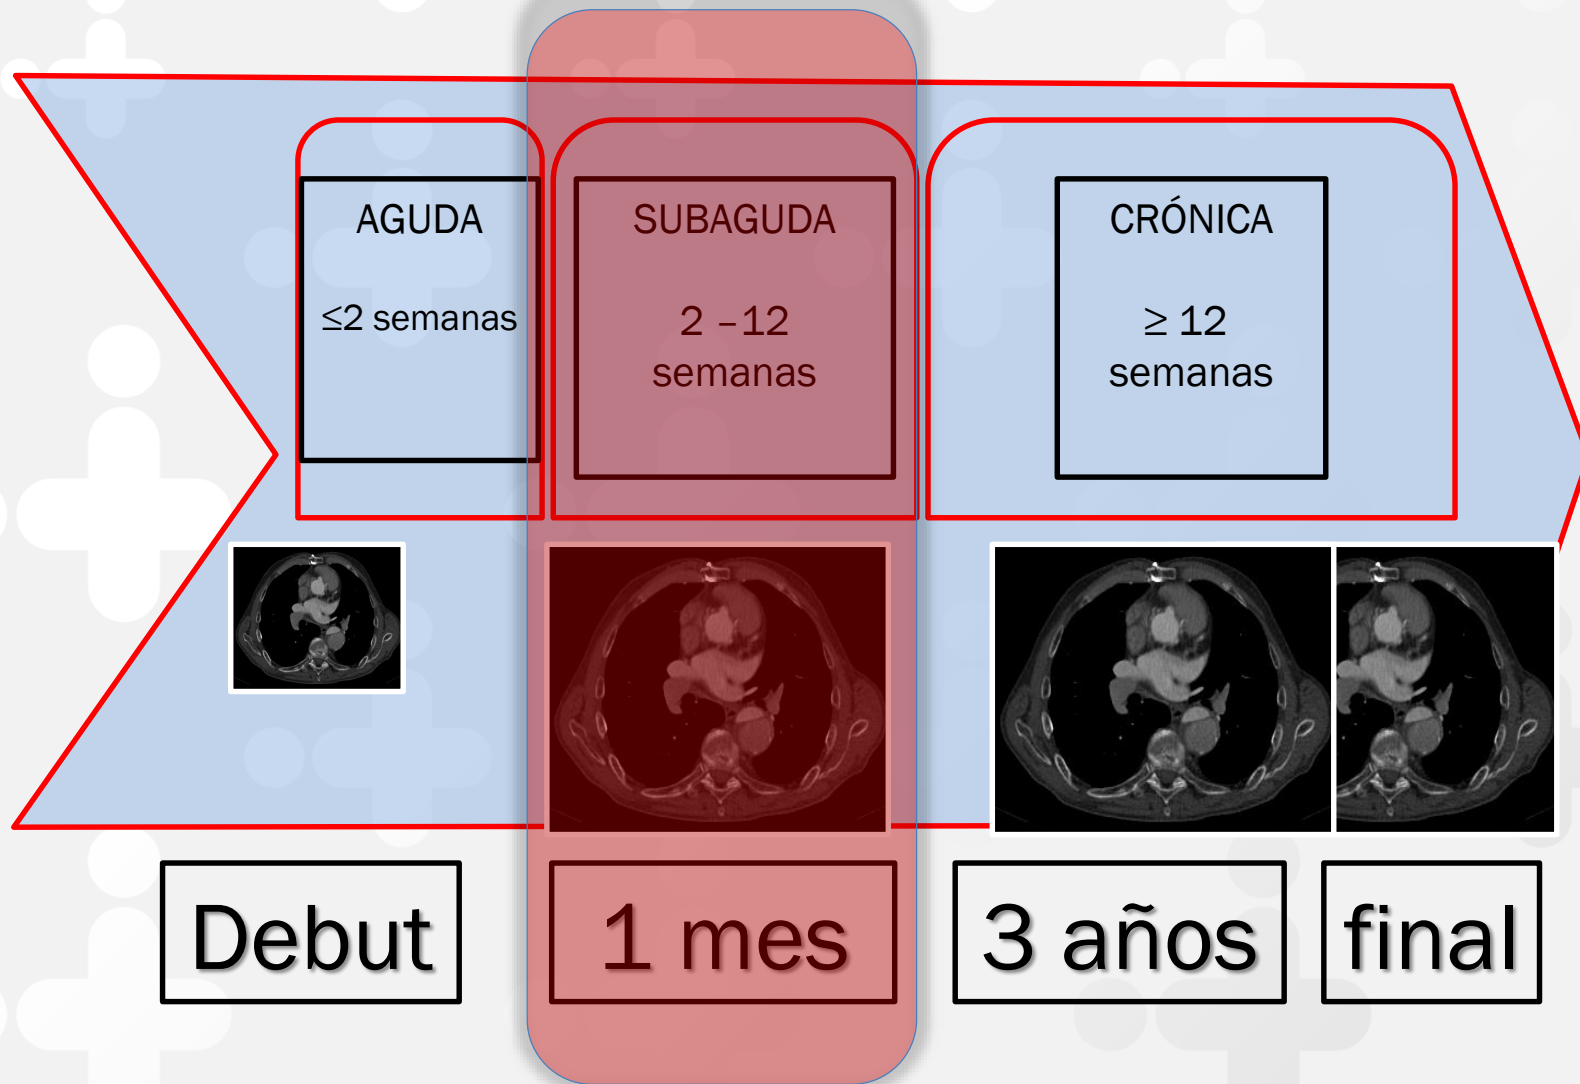 AGUDA
≤2 semanas
SUBAGUDA
2 –12
semanas
CRÓNICA
≥ 12
semanas
Debut
1 mes
3 años
final